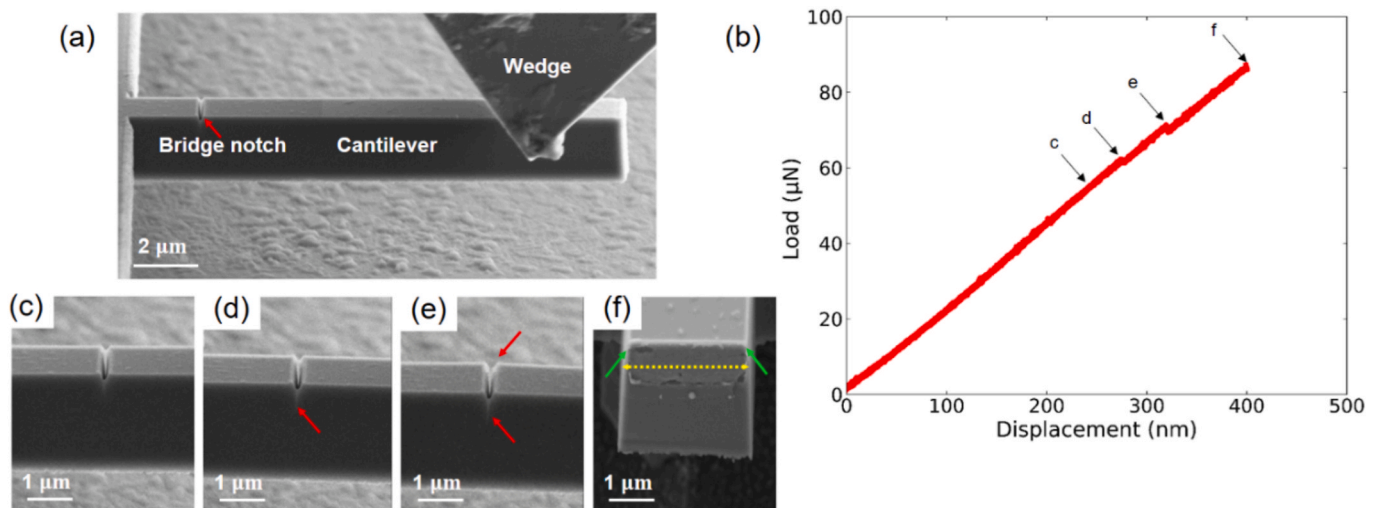 (a)
Wedge
Bridge notch
Cantilever
2 µm
(b)
100
80
60
40
20
0
Load (µN)
0
100
200
300
400
500
Displacement (nm)
c
d
e
f
(c)
1 µm
(d)
1 µm
(e)
1 µm
(f)
1 µm